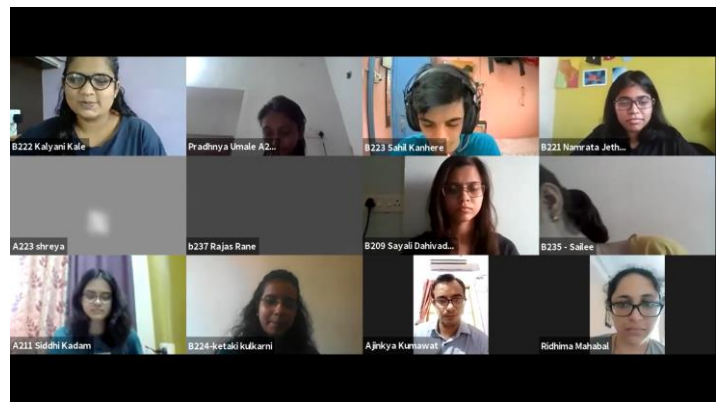 B222 Kalyani Kale
Pradhnya Umale A2...
B223 Sahil Kanhere
B221 Namrata Jeth...
A223 shreya
b237 Rajas Rane
B209 Sayali Dahivad...
B235 - Sailee
A211 Siddhi Kadam
B224-ketaki kulkarni
Ajinkya Kumawat
Ridhima Mahabal